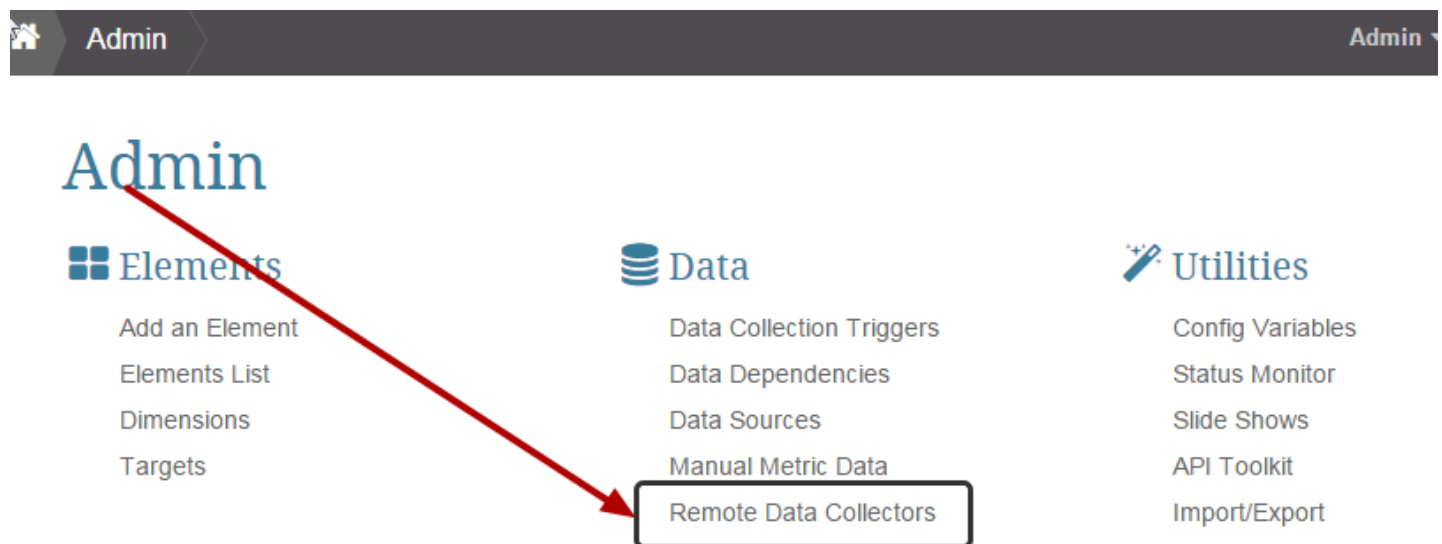 Admin
Admin
Admin
Elements
Add an Element
Elements List
Dimensions
Targets
Data
Data Collection Triggers
Data Dependencies
Data Sources
Manual Metric Data
Remote Data Collectors
Utilities
Config Variables
Status Monitor
Slide Shows
API Toolkit
Import/Export